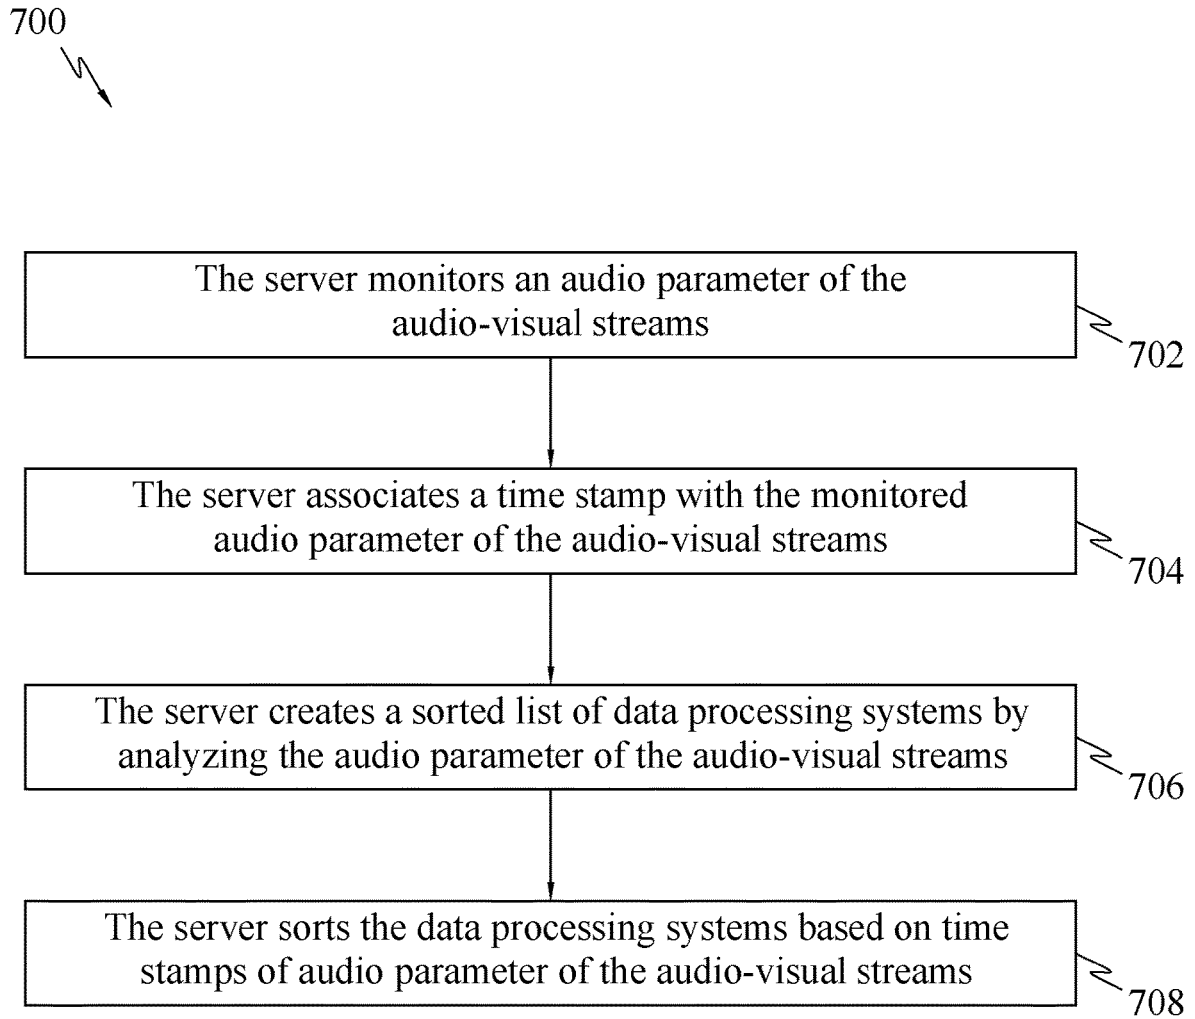 700
The server monitors an audio parameter of the
audio-visual streams
702
The server associates a time stamp with the monitored
audio parameter of the audio-visual streams
704
The server creates a sorted list of data processing systems by
analyzing the audio parameter of the audio-visual streams
706
The server sorts the data processing systems based on time
stamps of audio parameter of the audio-visual streams
708